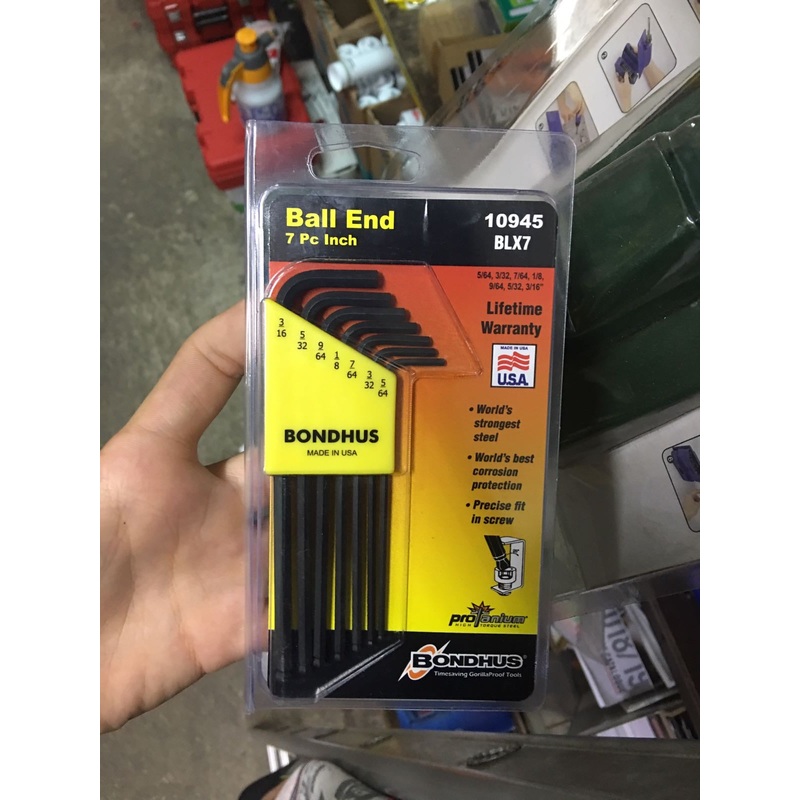 Ball End
7 Pc Inch
10945
BLX7
5/64, 3/32, 7/64, 1/8,
9/64, 5/32, 3/16"
Lifetime
Warranty
MADE IN USA
U.S.A.
3/16
5/32
9/64
1/8
7/64
3/32
5/64
BONDHUS
MADE IN USA
• World's
strongest
steel
• World's best
corrosion
protection
• Precise fit
in screw
proTanium
HIGH TORQUE STEEL
BONDHUS®
Timesaving GorillaProof Tools